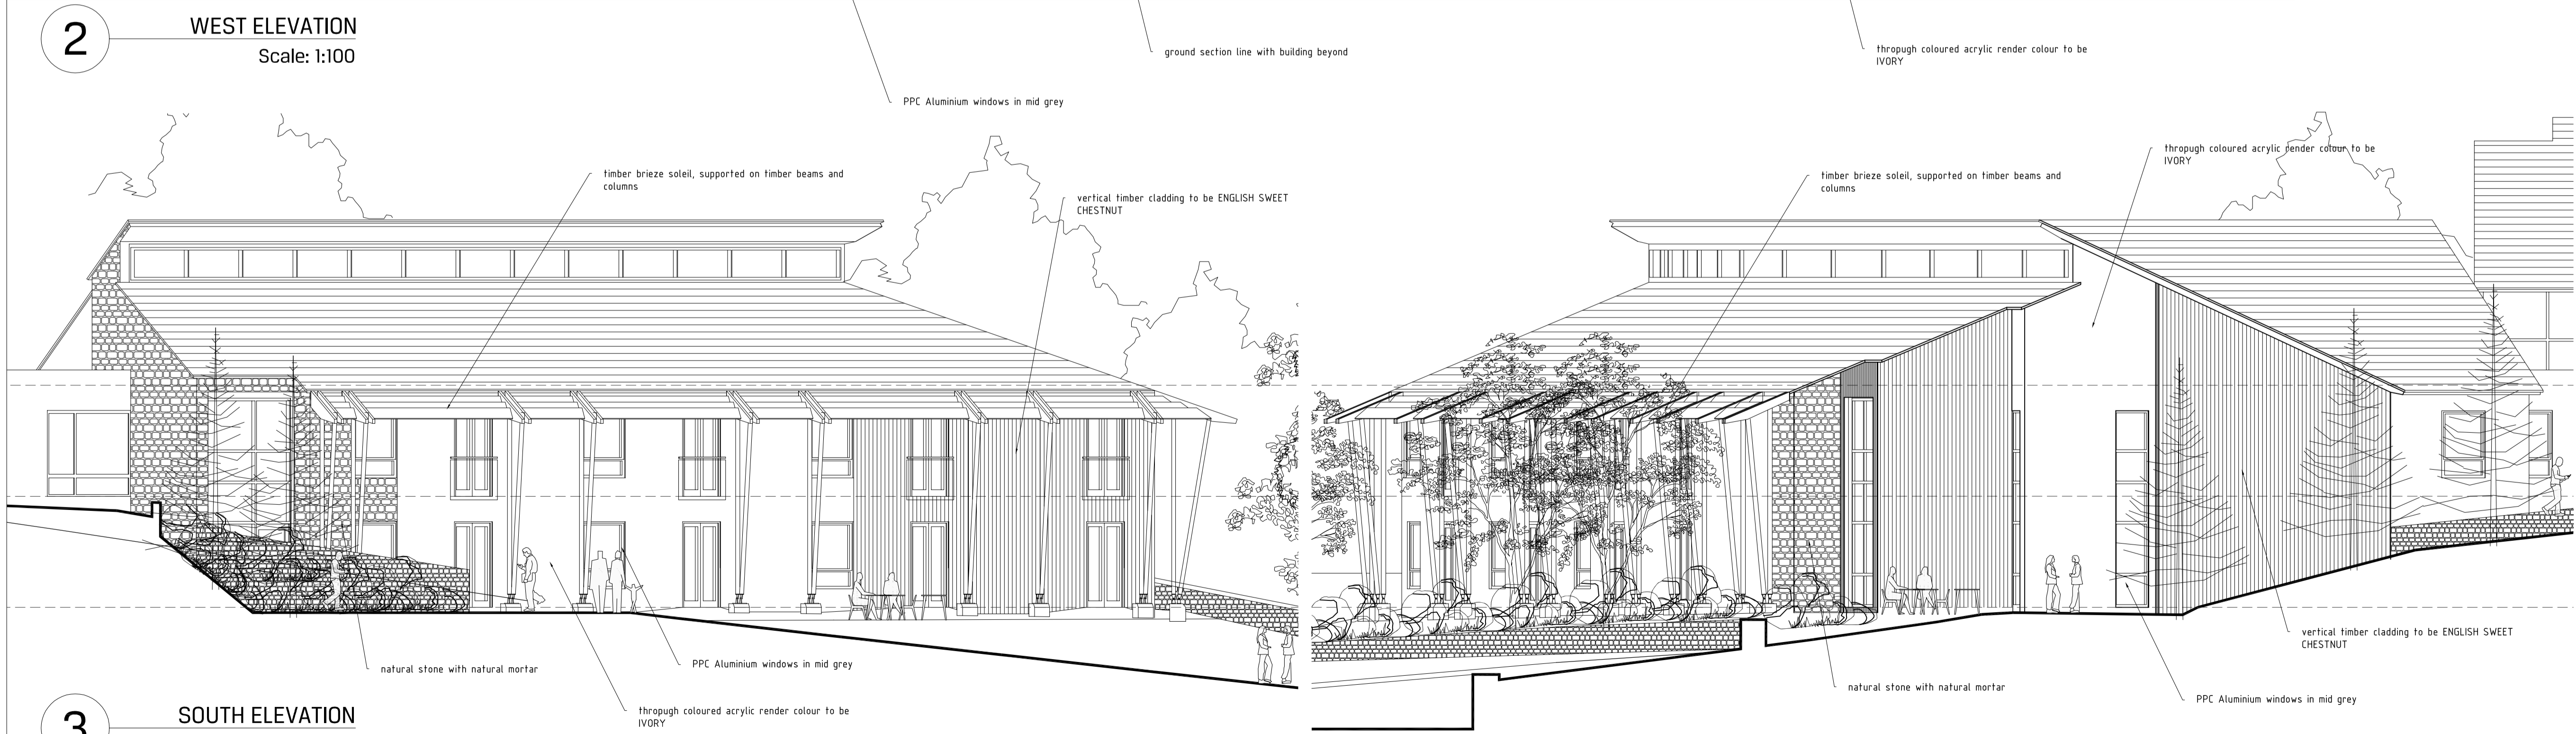 2
WEST ELEVATION
Scale: 1:100
ground section line with building beyond
PPC Aluminium windows in mid grey
thropugh coloured acrylic render colour to be
IVORY
timber brieze soleil, supported on timber beams and
columns
vertical timber cladding to be ENGLISH SWEET
CHESTNUT
timber brieze soleil, supported on timber beams and
columns
thropugh coloured acrylic render colour to be
IVORY
natural stone with natural mortar
PPC Aluminium windows in mid grey
thropugh coloured acrylic render colour to be
IVORY
natural stone with natural mortar
vertical timber cladding to be ENGLISH SWEET
CHESTNUT
PPC Aluminium windows in mid grey
3
SOUTH ELEVATION